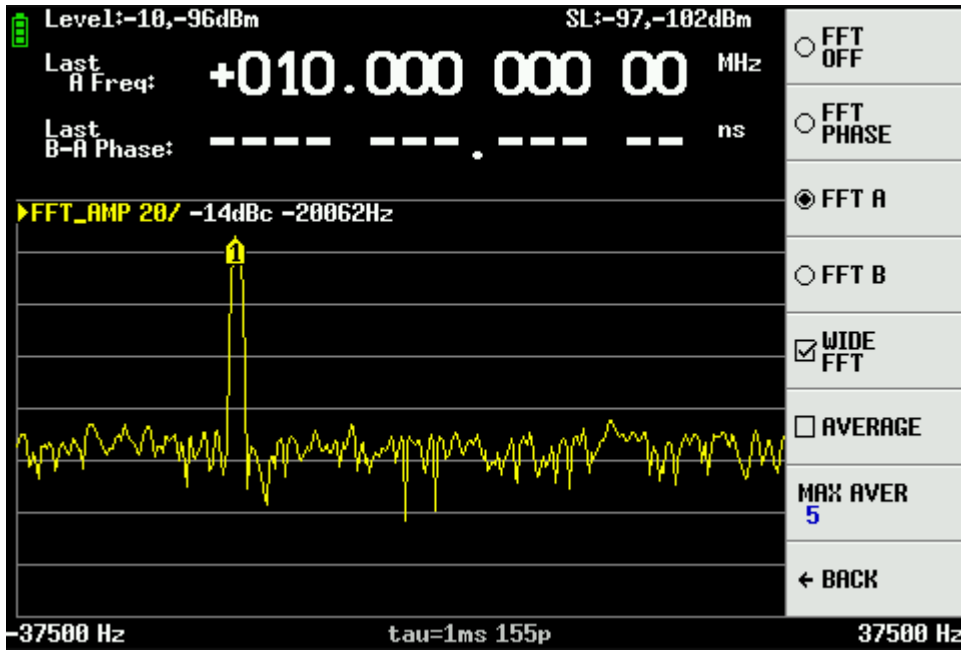 Level:-10,-96dBm SL:-97,-102dBm
Last
A Freq: +010.000 000 00 MHz
Last
B-A Phase: ---- ---.--- -- ns
FFT_AMP 20/ -14dBc -20062Hz
1
-37500 Hz tau=1ms 155p 37500 Hz
FFT
OFF
FFT
PHASE
FFT A
FFT B
WIDE
FFT
AVERAGE
MAX AVER
5
← BACK